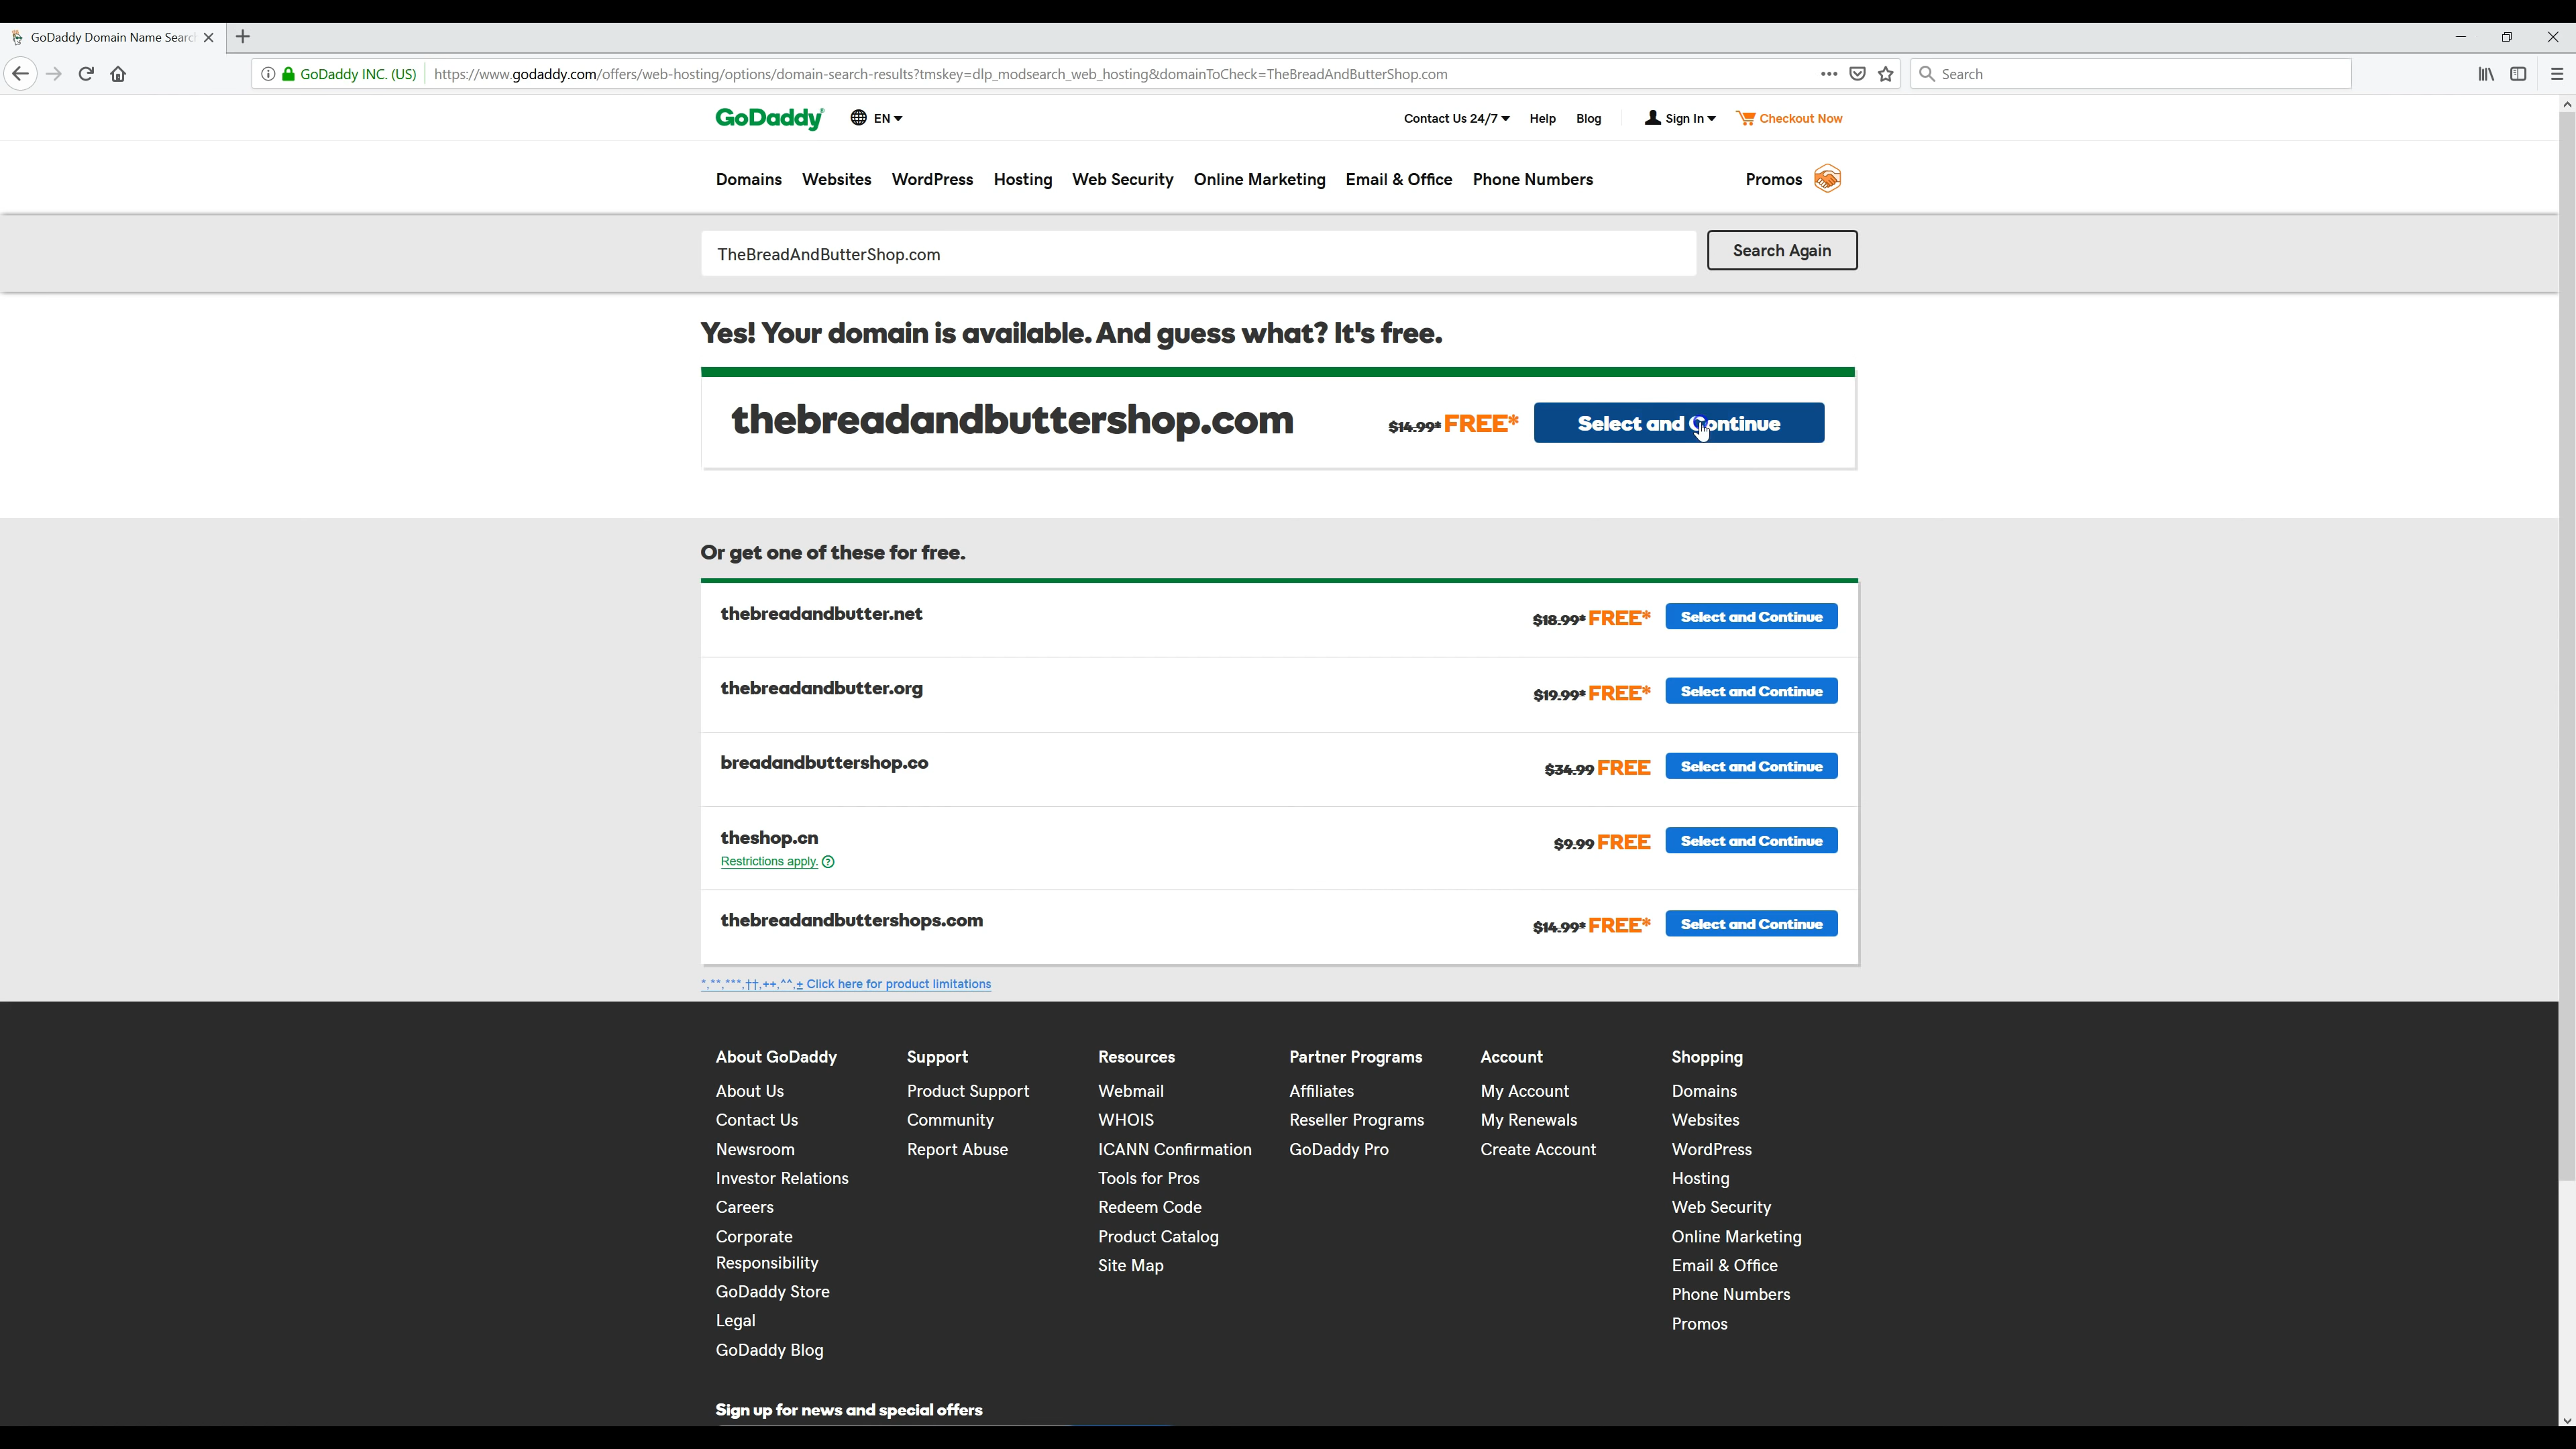 GoDaddy Domain Name Searc
GoDaddy INC. (US)
https://www.godaddy.com/offers/web-hosting/options/domain-search-results?tmskey=dlp_modsearch_web_hosting&domainToCheck=TheBreadAndButterShop.com
Search
GoDaddy
EN
Contact Us 24/7
Help
Blog
Sign In
Checkout Now
Domains
Websites
WordPress
Hosting
Web Security
Online Marketing
Email & Office
Phone Numbers
Promos
TheBreadAndButterShop.com
Search Again
Yes! Your domain is available. And guess what? It's free.
thebreadandbuttershop.com
$14.99* FREE*
Select and Continue
Or get one of these for free.
thebreadandbutter.net
$18.99* FREE*
Select and Continue
thebreadandbutter.org
$19.99* FREE*
Select and Continue
breadandbuttershop.co
$34.99 FREE
Select and Continue
theshop.cn
$9.99 FREE
Select and Continue
Restrictions apply. ?
thebreadandbuttershops.com
$14.99* FREE*
Select and Continue
*,**,***,††,++,^^,± Click here for product limitations
About GoDaddy
About Us
Contact Us
Newsroom
Investor Relations
Careers
Corporate
Responsibility
GoDaddy Store
Legal
GoDaddy Blog
Support
Product Support
Community
Report Abuse
Resources
Webmail
WHOIS
ICANN Confirmation
Tools for Pros
Redeem Code
Product Catalog
Site Map
Partner Programs
Affiliates
Reseller Programs
GoDaddy Pro
Account
My Account
My Renewals
Create Account
Shopping
Domains
Websites
WordPress
Hosting
Web Security
Online Marketing
Email & Office
Phone Numbers
Promos
Sign up for news and special offers